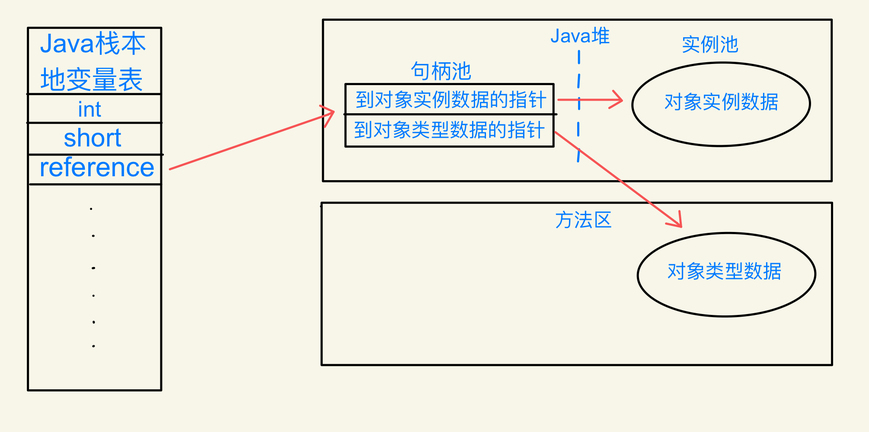 Java栈本
地变量表
int
short
reference
Java堆
实例池
句柄池
到对象实例数据的指针
对象实例数据
到对象类型数据的指针
方法区
对象类型数据